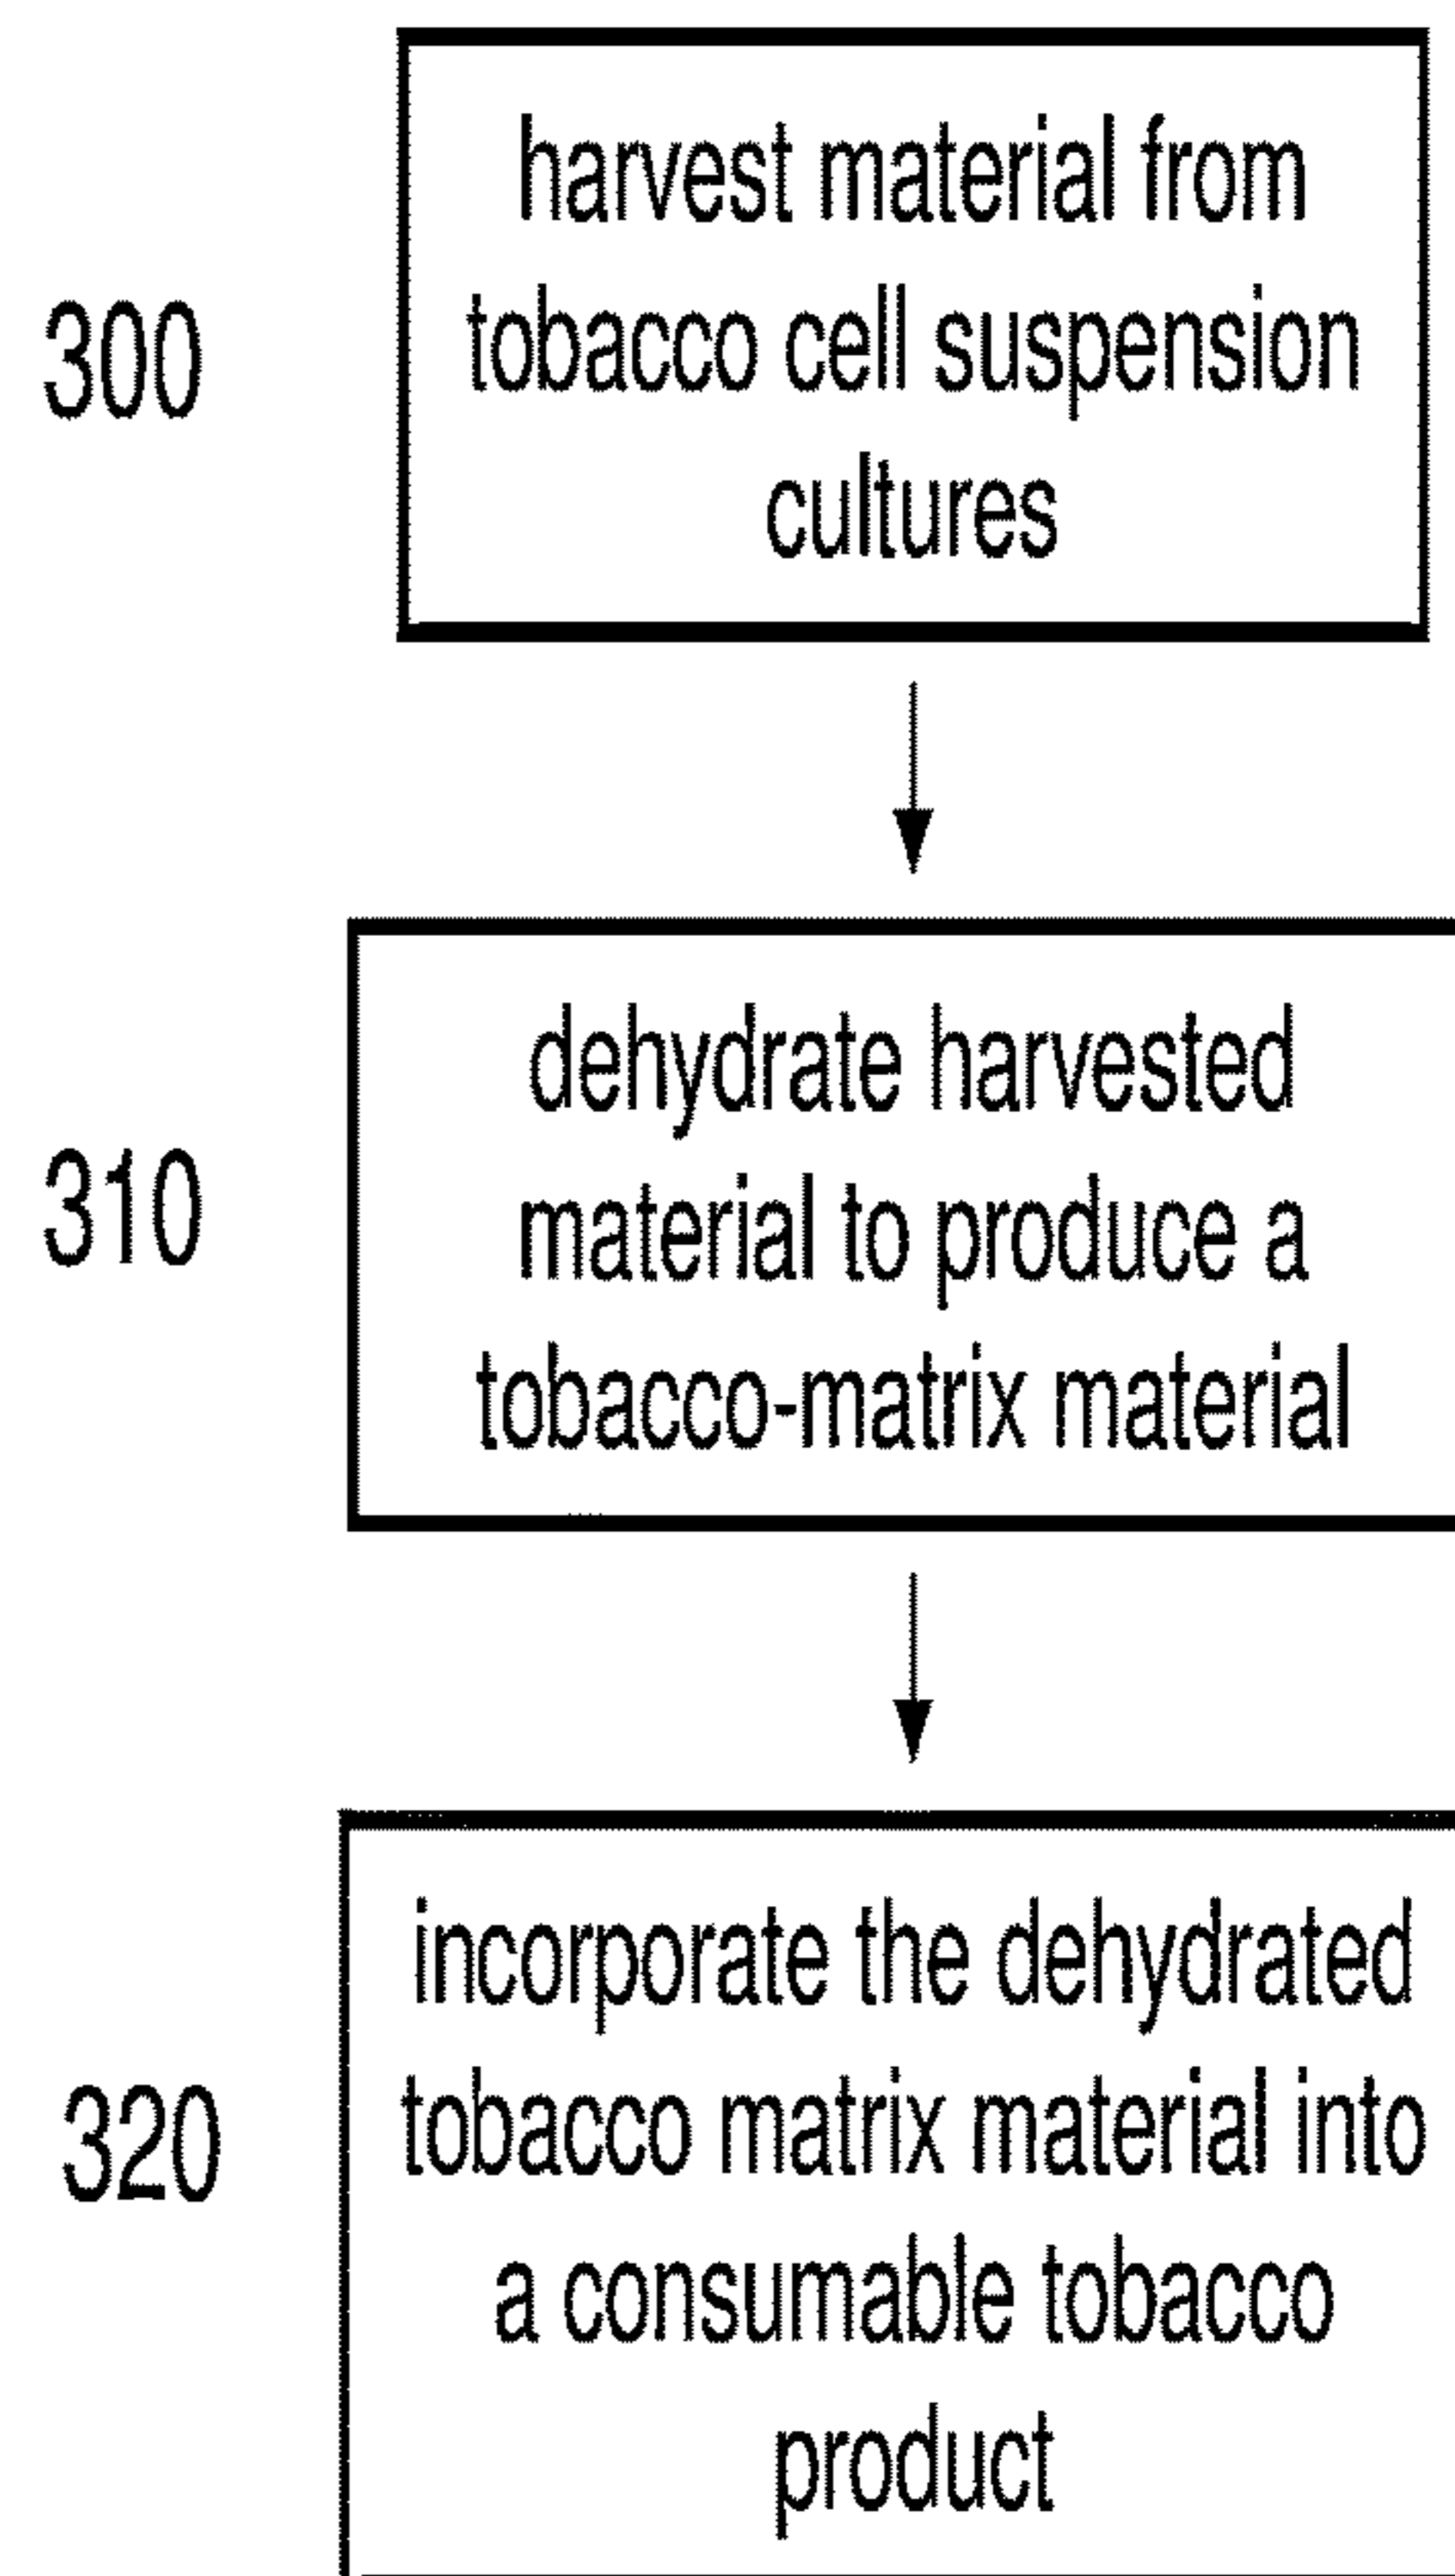 harvest material from
300
tobacco cell suspension
cultures
dehydrate harvested
310
material to produce a
tobacco-matrix material
incorporate the dehydrated
320
tobacco matrix material into
a consumable tobacco
product